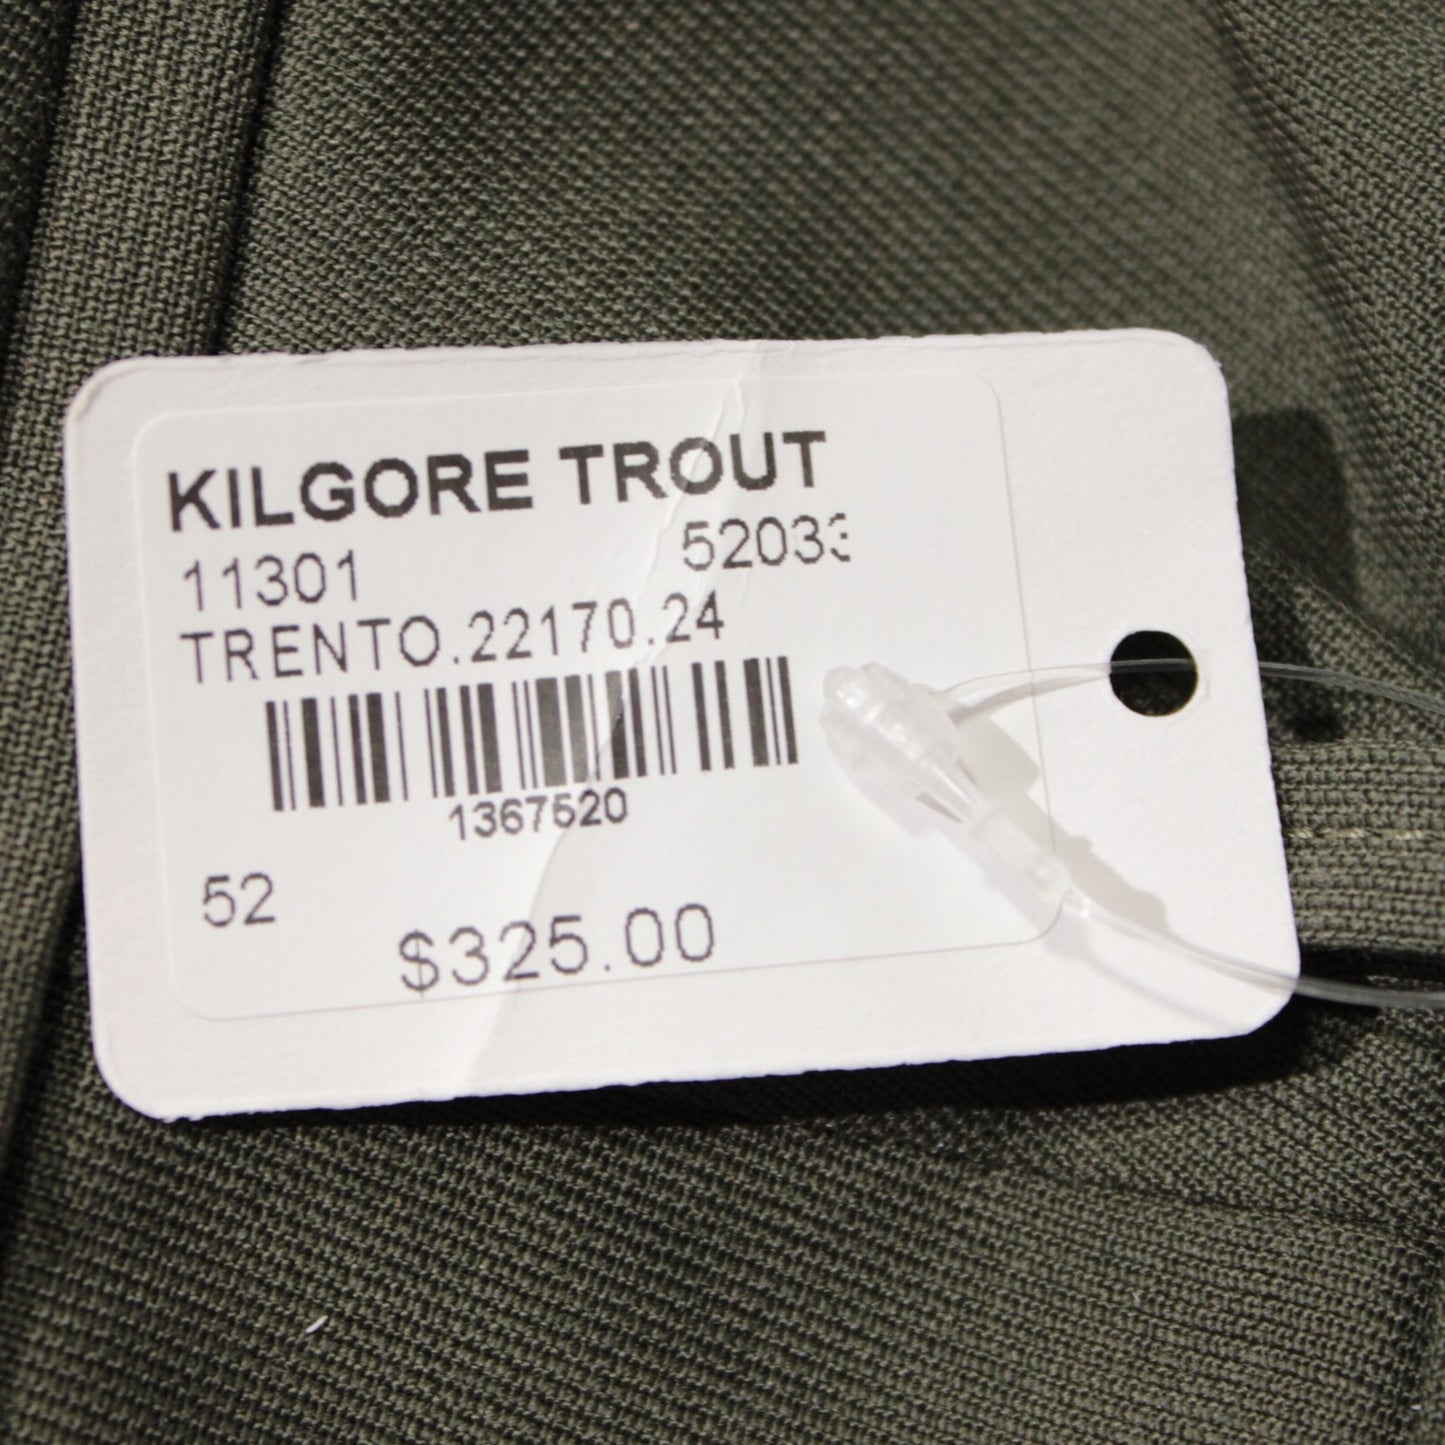 KILGORE TROUT
11301 52033
TRENTO.22170.24
1367520
52
$325.00